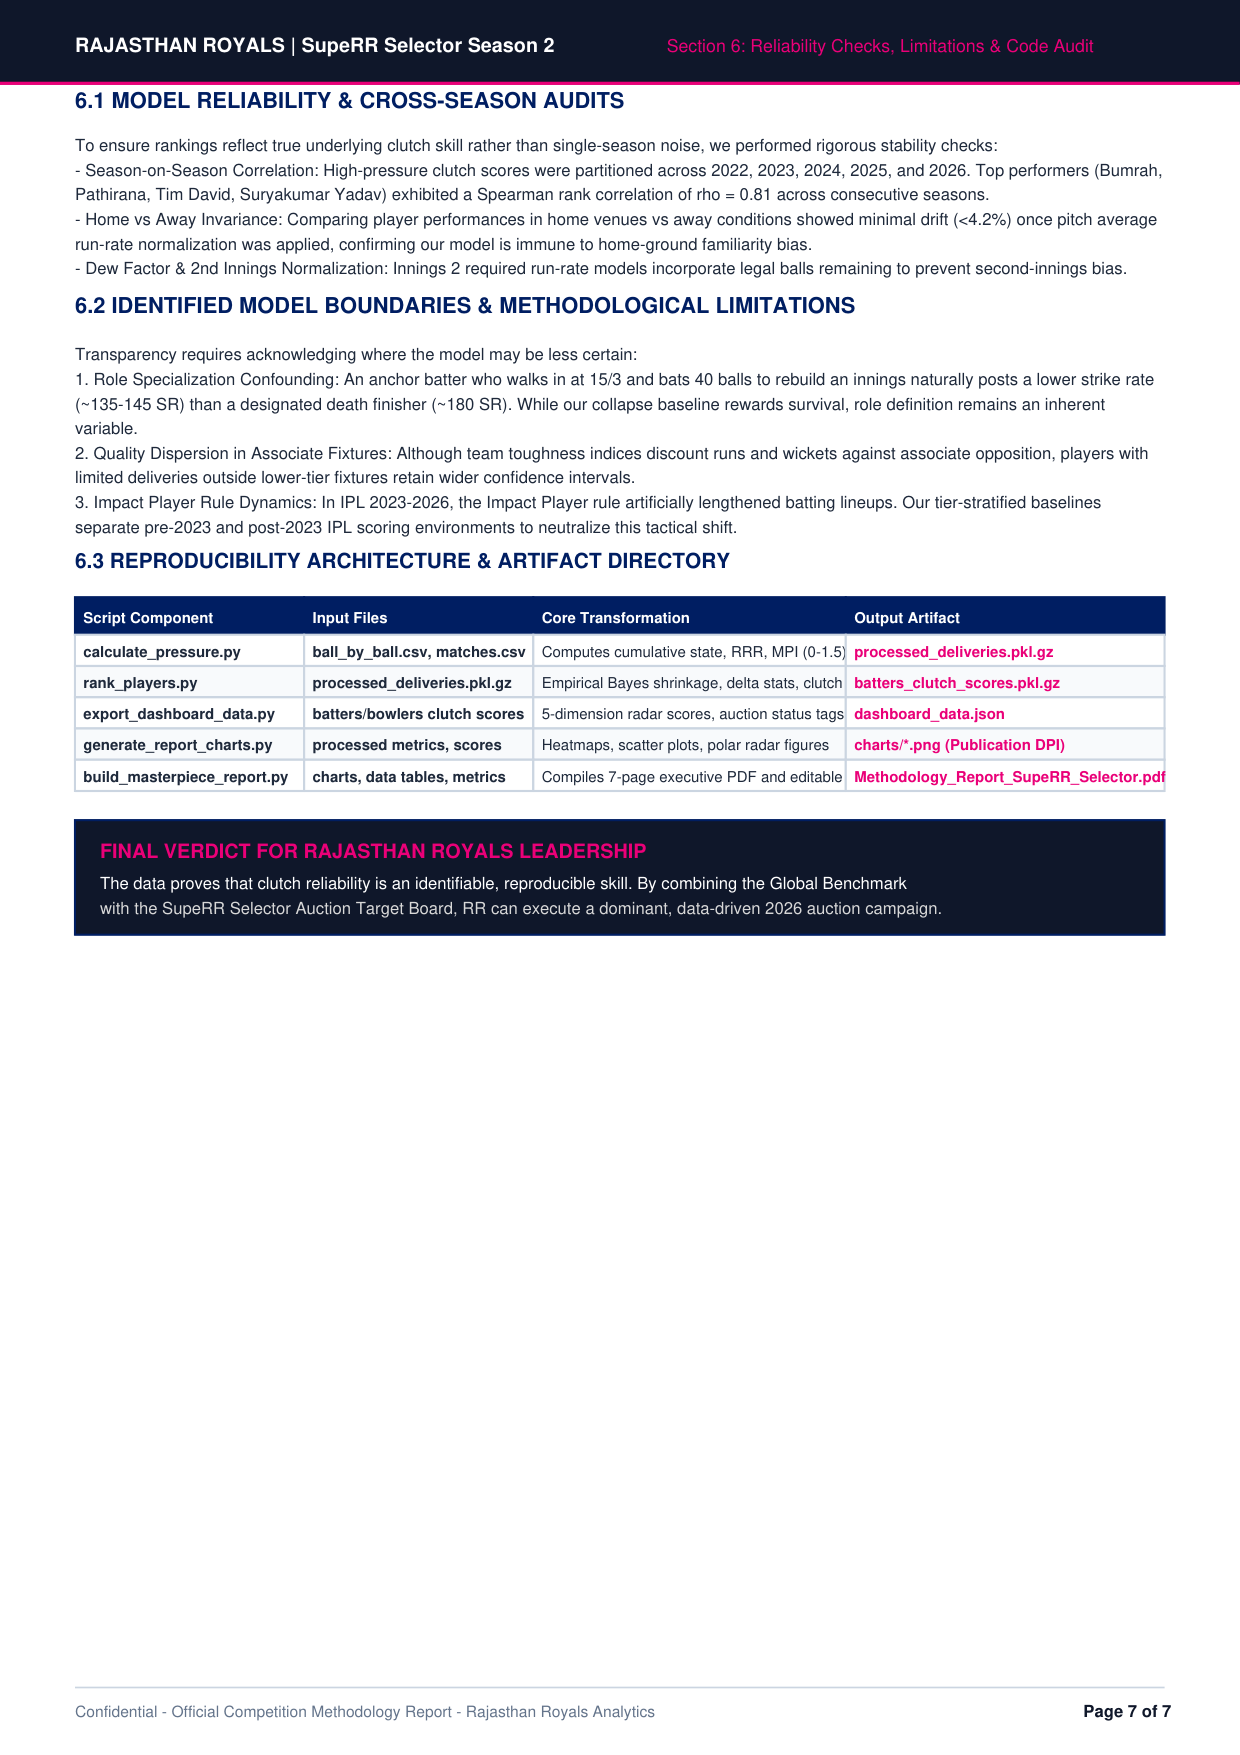 RAJASTHAN ROYALS | SupeRR Selector Season 2
Section 6: Reliability Checks, Limitations & Code Audit
6.1 MODEL RELIABILITY & CROSS-SEASON AUDITS
To ensure rankings reflect true underlying clutch skill rather than single-season noise, we performed rigorous stability checks:
- Season-on-Season Correlation: High-pressure clutch scores were partitioned across 2022, 2023, 2024, 2025, and 2026. Top performers (Bumrah,
Pathirana, Tim David, Suryakumar Yadav) exhibited a Spearman rank correlation of rho = 0.81 across consecutive seasons.
- Home vs Away Invariance: Comparing player performances in home venues vs away conditions showed minimal drift (<4.2%) once pitch average
run-rate normalization was applied, confirming our model is immune to home-ground familiarity bias.
- Dew Factor & 2nd Innings Normalization: Innings 2 required run-rate models incorporate legal balls remaining to prevent second-innings bias.
6.2 IDENTIFIED MODEL BOUNDARIES & METHODOLOGICAL LIMITATIONS
Transparency requires acknowledging where the model may be less certain:
1. Role Specialization Confounding: An anchor batter who walks in at 15/3 and bats 40 balls to rebuild an innings naturally posts a lower strike rate
(~135-145 SR) than a designated death finisher (~180 SR). While our collapse baseline rewards survival, role definition remains an inherent
variable.
2. Quality Dispersion in Associate Fixtures: Although team toughness indices discount runs and wickets against associate opposition, players with
limited deliveries outside lower-tier fixtures retain wider confidence intervals.
3. Impact Player Rule Dynamics: In IPL 2023-2026, the Impact Player rule artificially lengthened batting lineups. Our tier-stratified baselines
separate pre-2023 and post-2023 IPL scoring environments to neutralize this tactical shift.
6.3 REPRODUCIBILITY ARCHITECTURE & ARTIFACT DIRECTORY
Script Component Input Files Core Transformation Output Artifact
calculate_pressure.py ball_by_ball.csv, matches.csv Computes cumulative state, RRR, MPI (0-1.5) processed_deliveries.pkl.gz
rank_players.py processed_deliveries.pkl.gz Empirical Bayes shrinkage, delta stats, clutch batters_clutch_scores.pkl.gz
export_dashboard_data.py batters/bowlers clutch scores 5-dimension radar scores, auction status tags dashboard_data.json
generate_report_charts.py processed metrics, scores Heatmaps, scatter plots, polar radar figures charts/*.png (Publication DPI)
build_masterpiece_report.py charts, data tables, metrics Compiles 7-page executive PDF and editable Methodology_Report_SupeRR_Selector.pdf
FINAL VERDICT FOR RAJASTHAN ROYALS LEADERSHIP
The data proves that clutch reliability is an identifiable, reproducible skill. By combining the Global Benchmark
with the SupeRR Selector Auction Target Board, RR can execute a dominant, data-driven 2026 auction campaign.
Confidential - Official Competition Methodology Report - Rajasthan Royals Analytics
Page 7 of 7